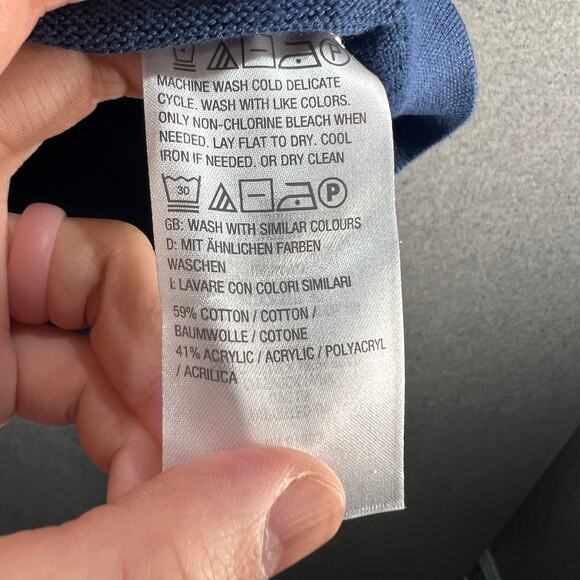 MACHINE WASH COLD DELICATE
CYCLE. WASH WITH LIKE COLORS.
ONLY NON-CHLORINE BLEACH WHEN
NEEDED. LAY FLAT TO DRY. COOL
IRON IF NEEDED. OR DRY CLEAN
30 P
GB: WASH WITH SIMILAR COLOURS
D: MIT ÄHNLICHEN FARBEN
WASCHEN
I: LAVARE CON COLORI SIMILARI
59% COTTON / COTTON /
BAUMWOLLE / COTONE
41% ACRYLIC / ACRYLIC / POLYACRYL
/ ACRILICA